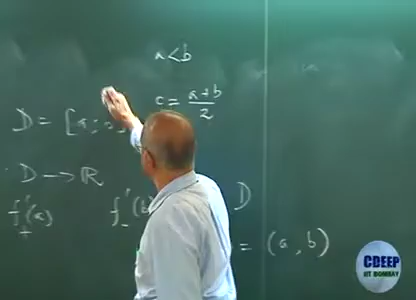 a < b
c = a+b/2
D = [a,
D → ℝ
f'₊(a) f'₋(b) D
= (a, b)
CDEEP
IIT BOMBAY